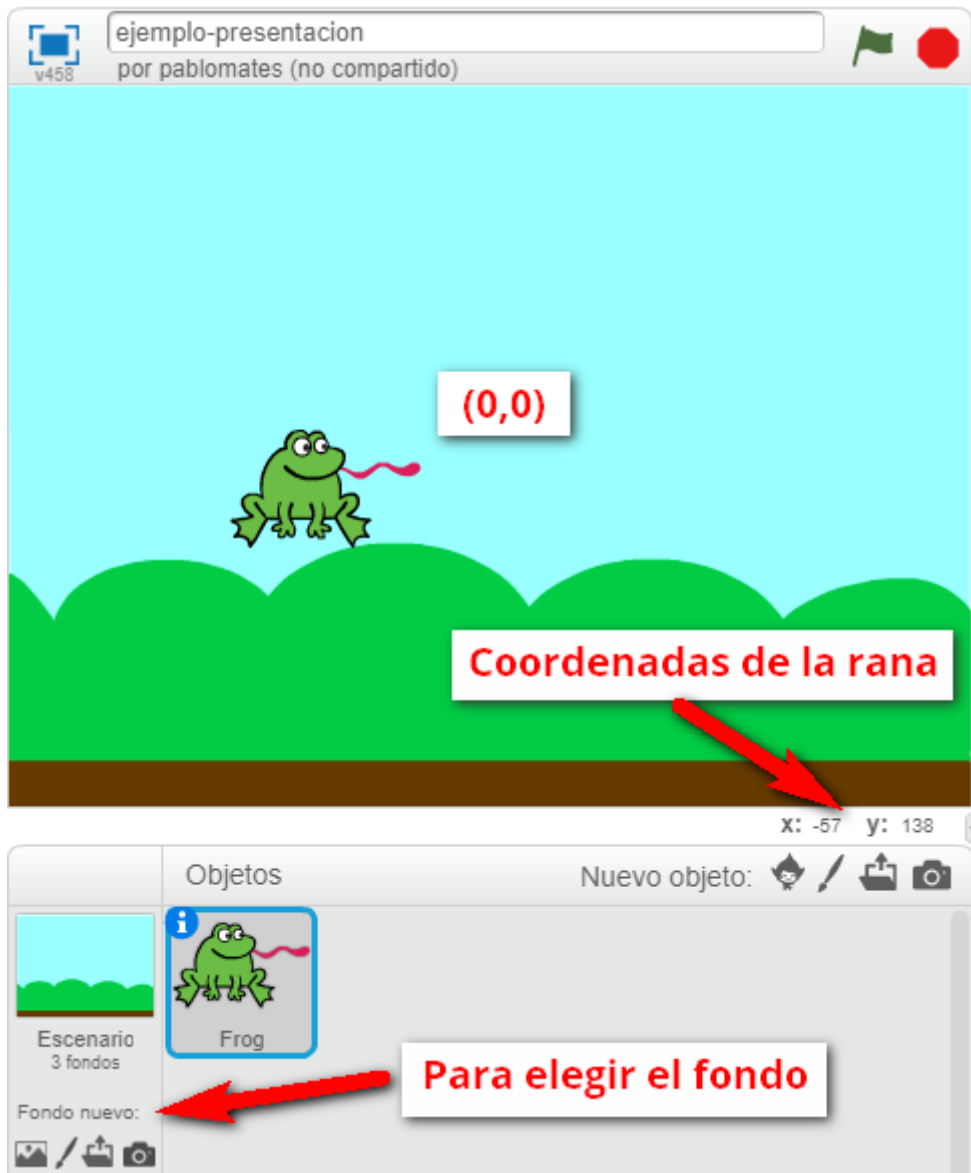 ejemplo-presentacion
v458
por pablomates (no compartido)
(0,0)
Coordenadas de la rana
x: -57 y: 138
Objetos
Nuevo objeto:
Escenario
3 fondos
Frog
Para elegir el fondo
Fondo nuevo: